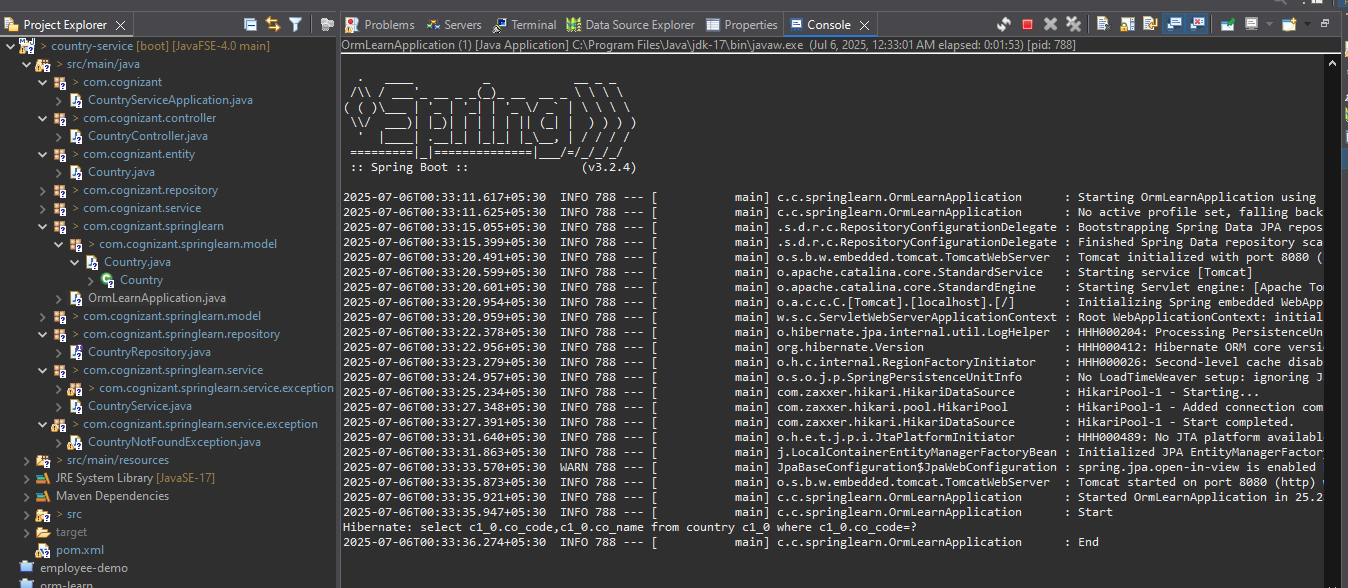 Project Explorer
country-service [boot] [JavaFSE-4.0 main]
src/main/java
com.cognizant
CountryServiceApplication.java
com.cognizant.controller
CountryController.java
com.cognizant.entity
Country.java
com.cognizant.repository
com.cognizant.service
com.cognizant.springlearn
com.cognizant.springlearn.model
Country.java
Country
OrmLearnApplication.java
com.cognizant.springlearn.model
com.cognizant.springlearn.repository
CountryRepository.java
com.cognizant.springlearn.service
com.cognizant.springlearn.service.exception
CountryService.java
com.cognizant.springlearn.service.exception
CountryNotFoundException.java
src/main/resources
JRE System Library [JavaSE-17]
Maven Dependencies
src
target
pom.xml
employee-demo
orm-learn
Problems Servers Terminal Data Source Explorer Properties Console
OrmLearnApplication (1) [Java Application] C:\Program Files\Java\jdk-17\bin\javaw.exe (Jul 6, 2025, 12:33:01 AM elapsed: 0:01:53) [pid: 788]
Spring
:: Spring Boot :: (v3.2.4)
2025-07-06T00:33:11.617+05:30 INFO 788 --- [ main] c.c.springlearn.OrmLearnApplication : Starting OrmLearnApplication using
2025-07-06T00:33:11.625+05:30 INFO 788 --- [ main] c.c.springlearn.OrmLearnApplication : No active profile set, falling back
2025-07-06T00:33:15.055+05:30 INFO 788 --- [ main] .s.d.r.c.RepositoryConfigurationDelegate : Bootstrapping Spring Data JPA repos
2025-07-06T00:33:15.399+05:30 INFO 788 --- [ main] .s.d.r.c.RepositoryConfigurationDelegate : Finished Spring Data repository sca
2025-07-06T00:33:20.491+05:30 INFO 788 --- [ main] o.s.b.w.embedded.tomcat.TomcatWebServer : Tomcat initialized with port 8080 (
2025-07-06T00:33:20.599+05:30 INFO 788 --- [ main] o.apache.catalina.core.StandardService : Starting service [Tomcat]
2025-07-06T00:33:20.601+05:30 INFO 788 --- [ main] o.apache.catalina.core.StandardEngine : Starting Servlet engine: [Apache To
2025-07-06T00:33:20.954+05:30 INFO 788 --- [ main] o.a.c.c.C.[Tomcat].[localhost].[/] : Initializing Spring embedded WebApp
2025-07-06T00:33:20.959+05:30 INFO 788 --- [ main] w.s.c.ServletWebServerApplicationContext : Root WebApplicationContext: initial
2025-07-06T00:33:22.378+05:30 INFO 788 --- [ main] o.hibernate.jpa.internal.util.LogHelper : HHH000204: Processing PersistenceUn
2025-07-06T00:33:22.956+05:30 INFO 788 --- [ main] org.hibernate.Version : HHH000412: Hibernate ORM core versi
2025-07-06T00:33:23.279+05:30 INFO 788 --- [ main] o.h.c.internal.RegionFactoryInitiator : HHH000026: Second-level cache disab
2025-07-06T00:33:24.957+05:30 INFO 788 --- [ main] o.s.o.j.p.SpringPersistenceUnitInfo : No LoadTimeWeaver setup: ignoring J
2025-07-06T00:33:25.234+05:30 INFO 788 --- [ main] com.zaxxer.hikari.HikariDataSource : HikariPool-1 - Starting...
2025-07-06T00:33:27.348+05:30 INFO 788 --- [ main] com.zaxxer.hikari.pool.HikariPool : HikariPool-1 - Added connection com
2025-07-06T00:33:27.391+05:30 INFO 788 --- [ main] com.zaxxer.hikari.HikariDataSource : HikariPool-1 - Start completed.
2025-07-06T00:33:31.640+05:30 INFO 788 --- [ main] o.h.e.t.j.p.i.JtaPlatformInitiator : HHH000489: No JTA platform availabl
2025-07-06T00:33:31.863+05:30 INFO 788 --- [ main] j.LocalContainerEntityManagerFactoryBean : Initialized JPA EntityManagerFactory
2025-07-06T00:33:33.570+05:30 WARN 788 --- [ main] JpaBaseConfiguration$JpaWebConfiguration : spring.jpa.open-in-view is enabled
2025-07-06T00:33:35.873+05:30 INFO 788 --- [ main] o.s.b.w.embedded.tomcat.TomcatWebServer : Tomcat started on port 8080 (http)
2025-07-06T00:33:35.921+05:30 INFO 788 --- [ main] c.c.springlearn.OrmLearnApplication : Started OrmLearnApplication in 25.2
2025-07-06T00:33:35.947+05:30 INFO 788 --- [ main] c.c.springlearn.OrmLearnApplication : Start
Hibernate: select c1_0.co_code,c1_0.co_name from country c1_0 where c1_0.co_code=?
2025-07-06T00:33:36.274+05:30 INFO 788 --- [ main] c.c.springlearn.OrmLearnApplication : End